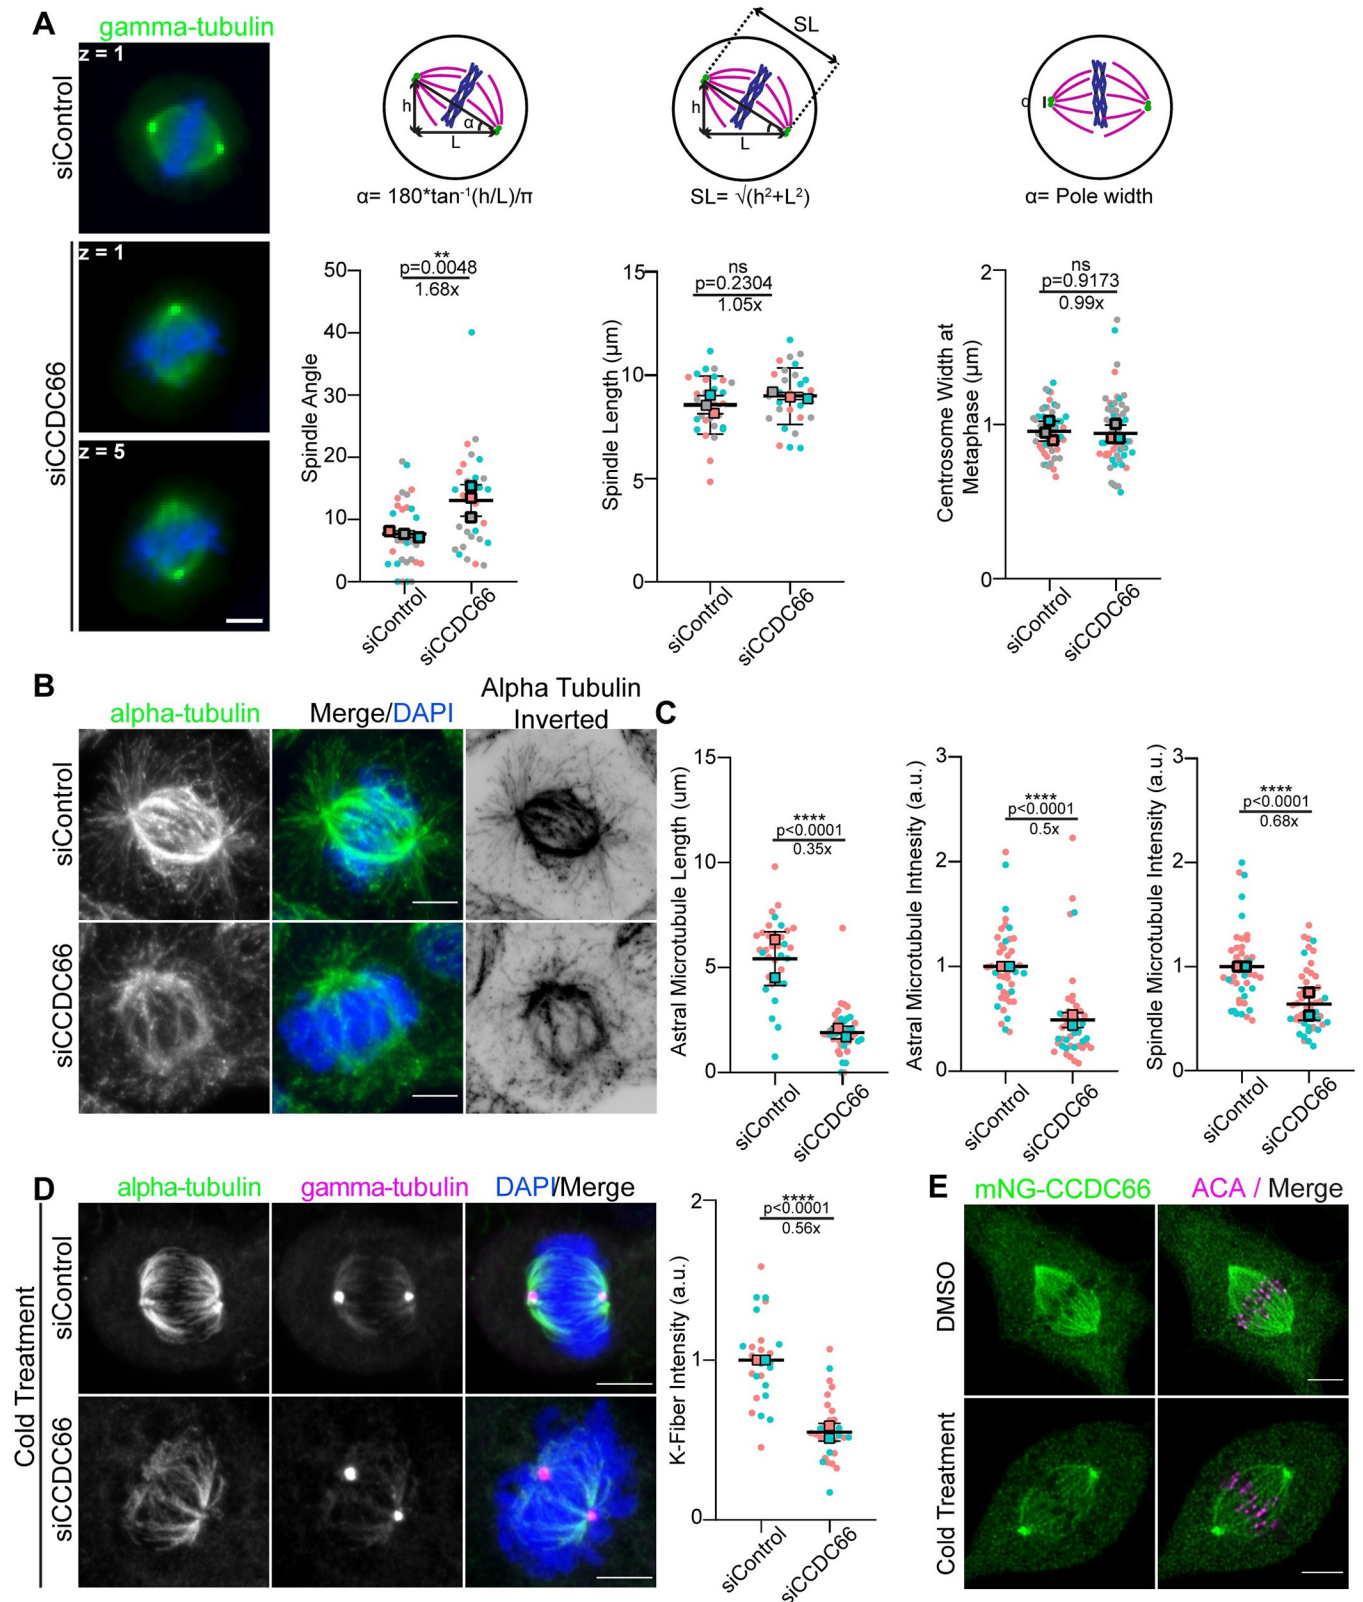 A
gamma-tubulin
siControl
z = 1
siCCDC66
z = 1
z = 5
h
L
α
α= 180*tan⁻¹(h/L)/π
SL
h
L
SL= √(h²+L²)
α
α= Pole width
Spindle Angle
50
40
30
20
10
0
**
p=0.0048
1.68x
siControl
siCCDC66
Spindle Length (µm)
15
10
5
0
ns
p=0.2304
1.05x
siControl
siCCDC66
Centrosome Width at
Metaphase (µm)
2
1
0
ns
p=0.9173
0.99x
siControl
siCCDC66
B
alpha-tubulin
Merge/DAPI
Alpha Tubulin
Inverted
siControl
siCCDC66
C
Astral Microtubule Length (um)
15
10
5
0
****
p<0.0001
0.35x
siControl
siCCDC66
Astral Microtubule Intnesity (a.u.)
3
2
1
0
****
p<0.0001
0.5x
siControl
siCCDC66
Spindle Microtubule Intensity (a.u.)
3
2
1
0
****
p<0.0001
0.68x
siControl
siCCDC66
D
alpha-tubulin
gamma-tubulin
DAPI/Merge
Cold Treatment
siControl
siCCDC66
K-Fiber Intensity (a.u.)
2
1
0
****
p<0.0001
0.56x
siControl
siCCDC66
E
mNG-CCDC66
ACA / Merge
DMSO
Cold Treatment